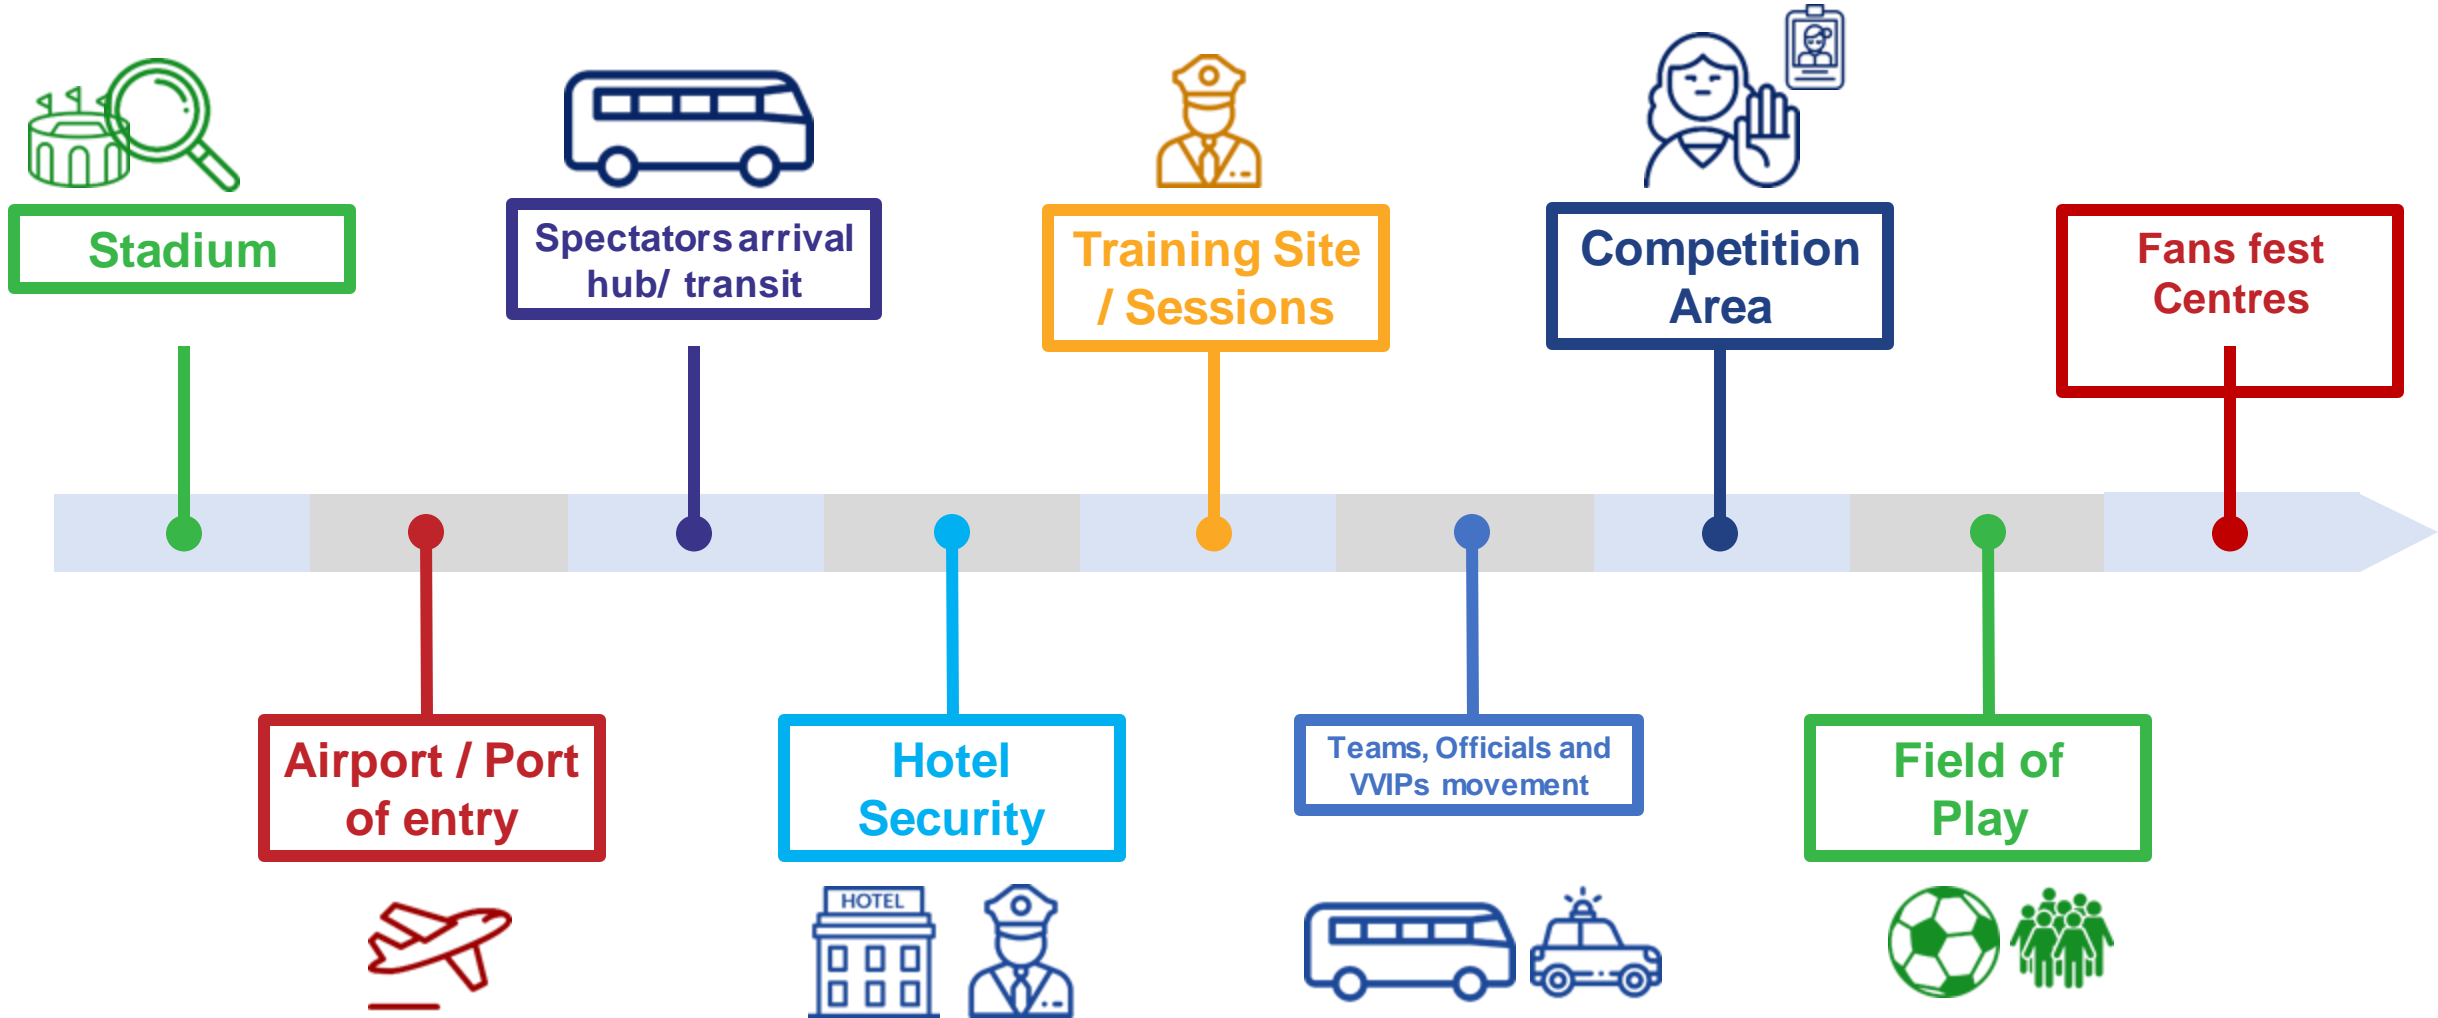 Stadium
Spectators arrival
hub/ transit
Training Site
/ Sessions
Competition
Area
Fans fest
Centres
Airport / Port
of entry
Hotel
Security
Teams, Officials and
VVIPs movement
Field of
Play
HOTEL